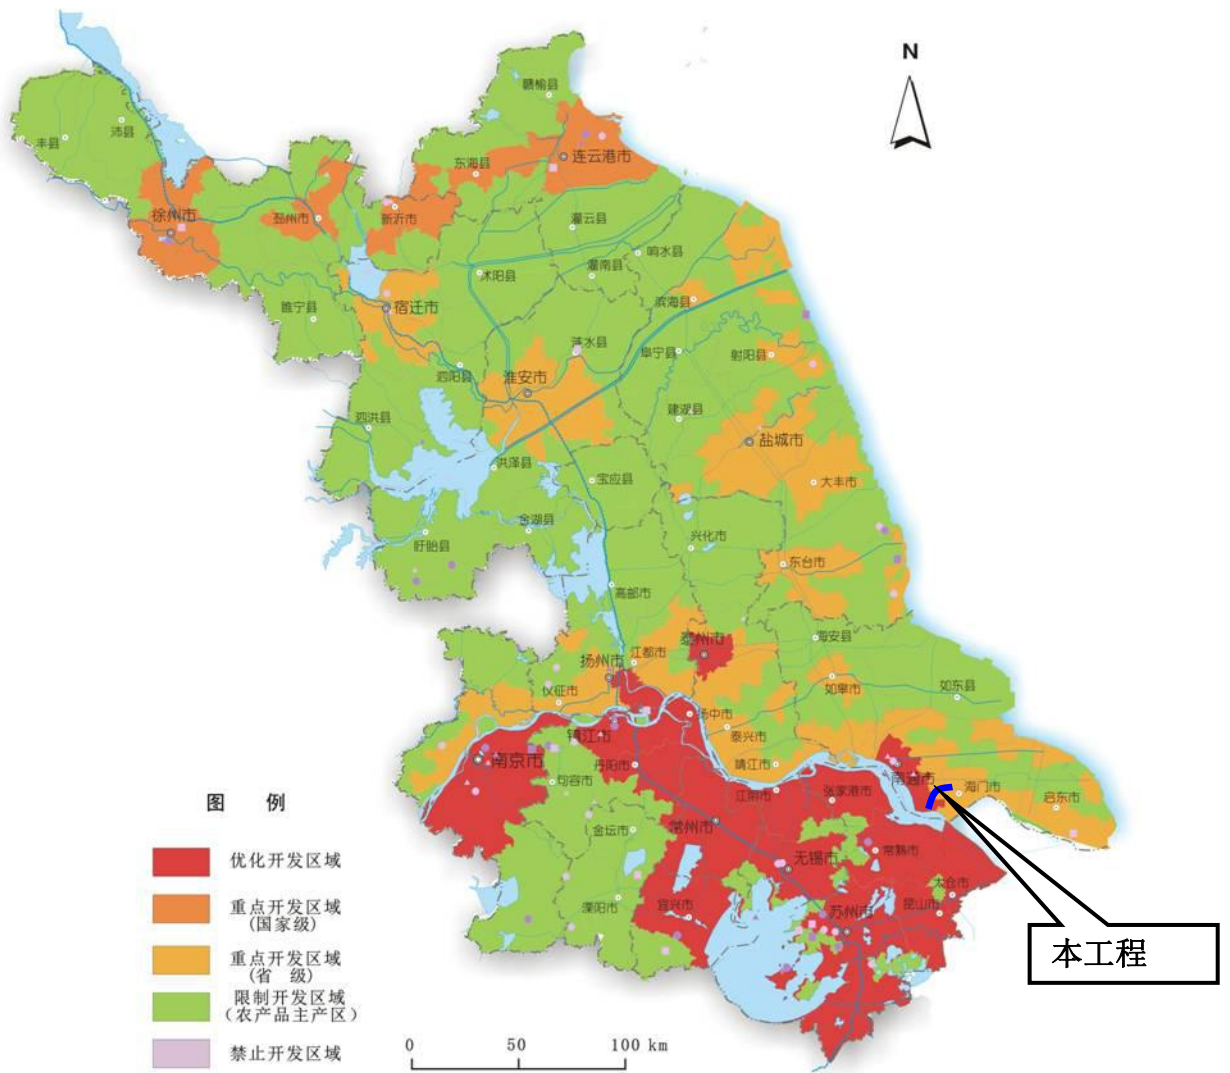 N
赣榆县
沛县
丰县
东海县
连云港市
徐州市
邳州市
新沂市
灌云县
响水县
灌南县
沭阳县
睢宁县
宿迁市
滨海县
涟水县
阜宁县
射阳县
泗阳县
淮安市
泗洪县
建湖县
盐城市
洪泽县
宝应县
大丰市
金湖县
盱眙县
兴化市
东台市
高邮市
泰州市
海安县
江都市
扬州市
仪征市
如皋市
如东县
扬中市
镇江市
泰兴市
南京市
丹阳市
靖江市
南通市
句容市
江阴市
张家港市
海门市
启东市
图 例
金坛市
常州市
无锡市
常熟市
优化开发区域
太仓市
溧阳市
宜兴市
苏州市
昆山市
重点开发区域
(国家级)
本工程
重点开发区域
(省 级)
限制开发区域
(农产品主产区)
禁止开发区域
0 50 100 km